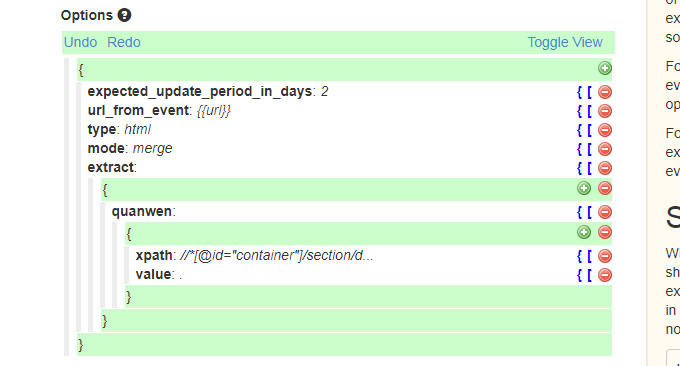 Options ?
Undo Redo Toggle View
{
expected_update_period_in_days: 2 { [
url_from_event: {{url}} { [
type: html { [
mode: merge { [
extract: { [
{
quanwen: { [
{
xpath: //*[@id="container"]/section/d... { [
value: . { [
}
}
}
ex
so
Fo
ev
op
Fo
ex
ev
S
Wl
sh
ex
in
no